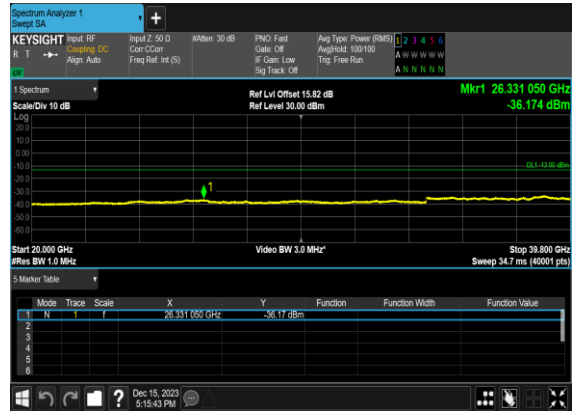 Spectrum Analyzer 1
Swept SA
+
KEYSIGHT Input: RF Input Z: 50 Ω #Atten: 30 dB PNO: Fast Avg Type: Power (RMS) 1 2 3 4 5 6
R T Coupling: DC Corr CCorr Gate: Off Avg|Hold: 100/100 A W W W W W
Align: Auto Freq Ref: Int (S) IF Gain: Low Trig: Free Run
Sig Track: Off A N N N N N
1 Spectrum Ref Lvl Offset 15.82 dB Mkr1 26.331 050 GHz
Scale/Div 10 dB Ref Level 30.00 dBm -36.174 dBm
Log
20.0
10.0
0.00
-10.0
DL1 -13.00 dBm
-20.0
-30.0
1
-40.0
-50.0
-60.0
Start 20.000 GHz Video BW 3.0 MHz* Stop 39.800 GHz
#Res BW 1.0 MHz Sweep 34.7 ms (40001 pts)
5 Marker Table
Mode Trace Scale X Y Function Function Width Function Value
1 N 1 f 26.331 050 GHz -36.17 dBm
2
3
4
5
6
? Dec 15, 2023
5:15:43 PM